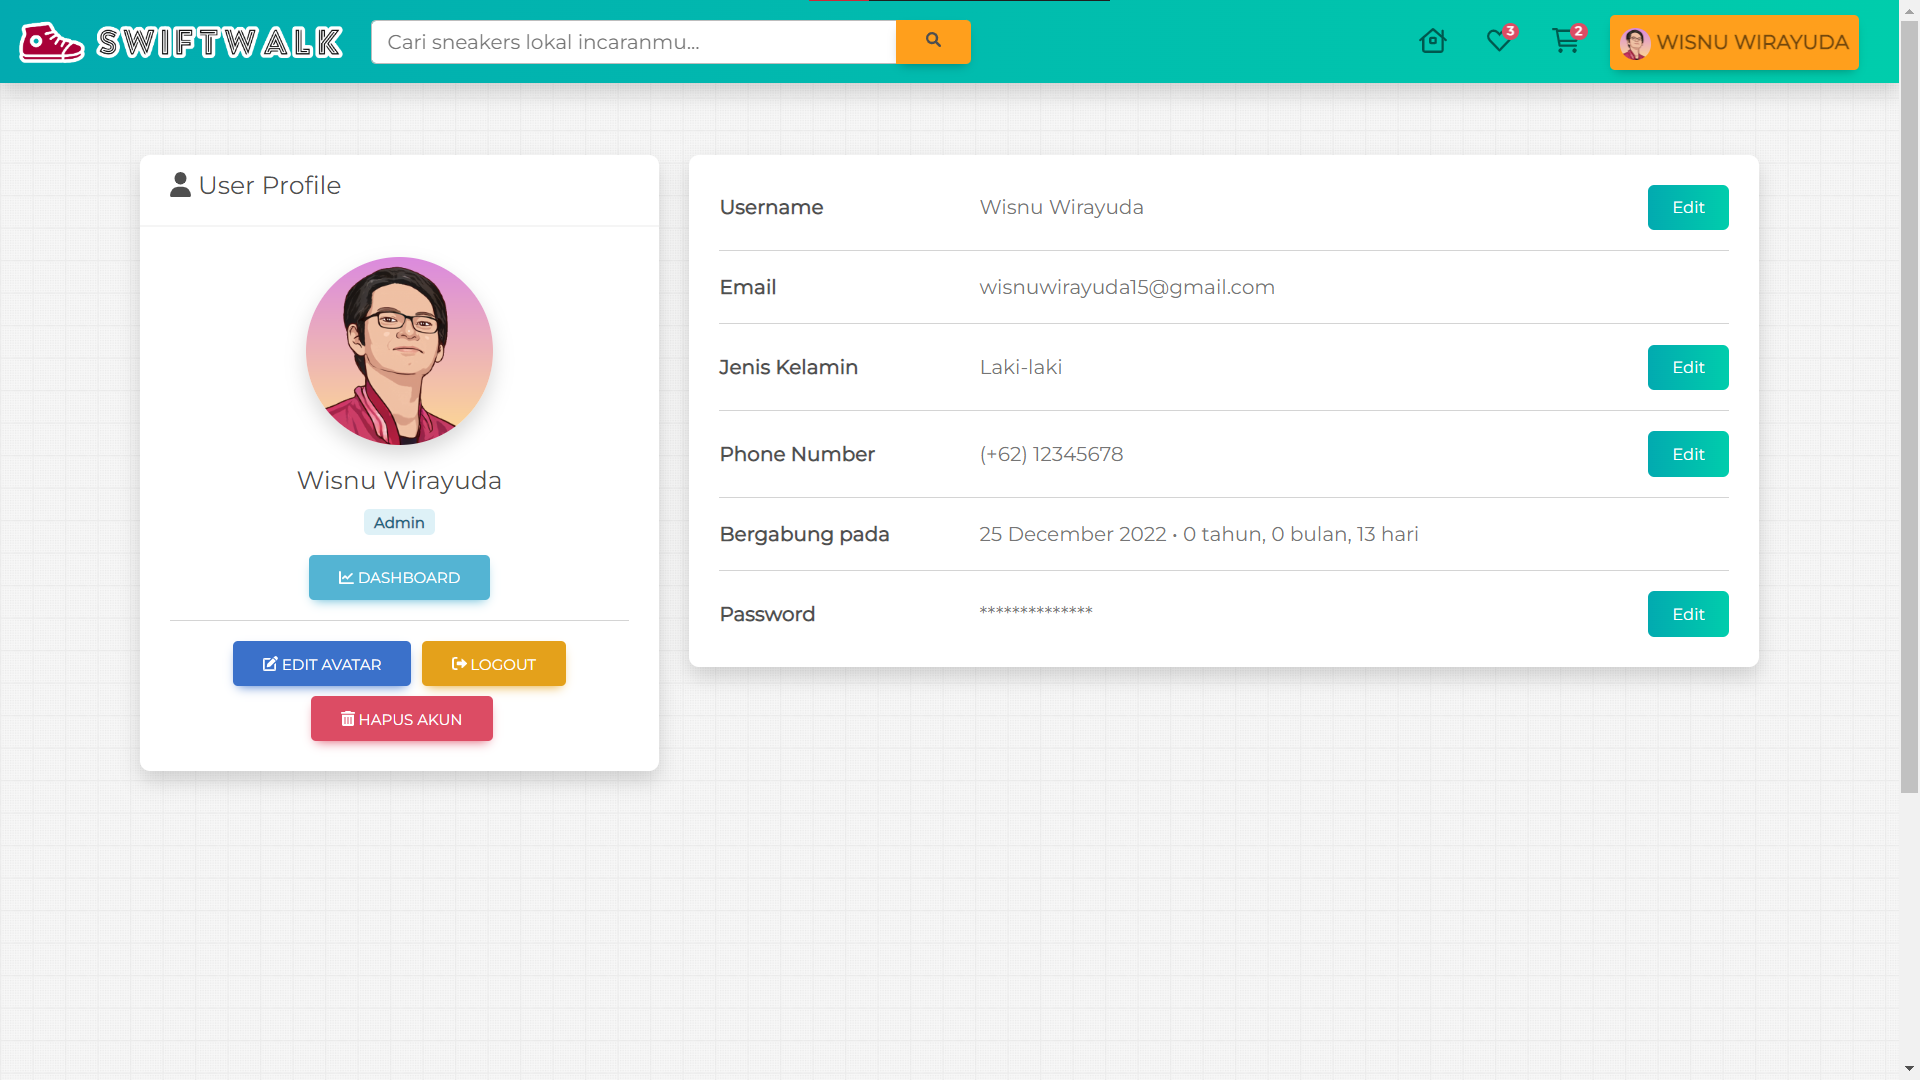 SWIFTWALK
Cari sneakers lokal incaranmu...
3
2
WISNU WIRAYUDA
User Profile
Wisnu Wirayuda
Admin
DASHBOARD
EDIT AVATAR
LOGOUT
HAPUS AKUN
Username Wisnu Wirayuda Edit
Email wisnuwirayuda15@gmail.com
Jenis Kelamin Laki-laki Edit
Phone Number (+62) 12345678 Edit
Bergabung pada 25 December 2022 • 0 tahun, 0 bulan, 13 hari
Password ************** Edit